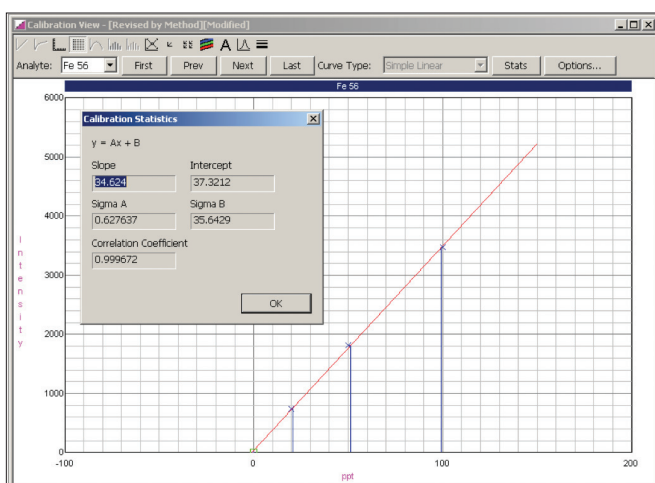 Calibration View - [Revised by Method][Modified]
Analyte: Fe 56 First Prev Next Last Curve Type: Simple Linear Stats Options...
Fe 56
6000
5000
4000
3000
2000
1000
0
Intensity
Calibration Statistics
y = Ax + B
Slope Intercept
34.624 37.3212
Sigma A Sigma B
0.627637 35.6429
Correlation Coefficient
0.999672
OK
-100 0 100 200
ppt